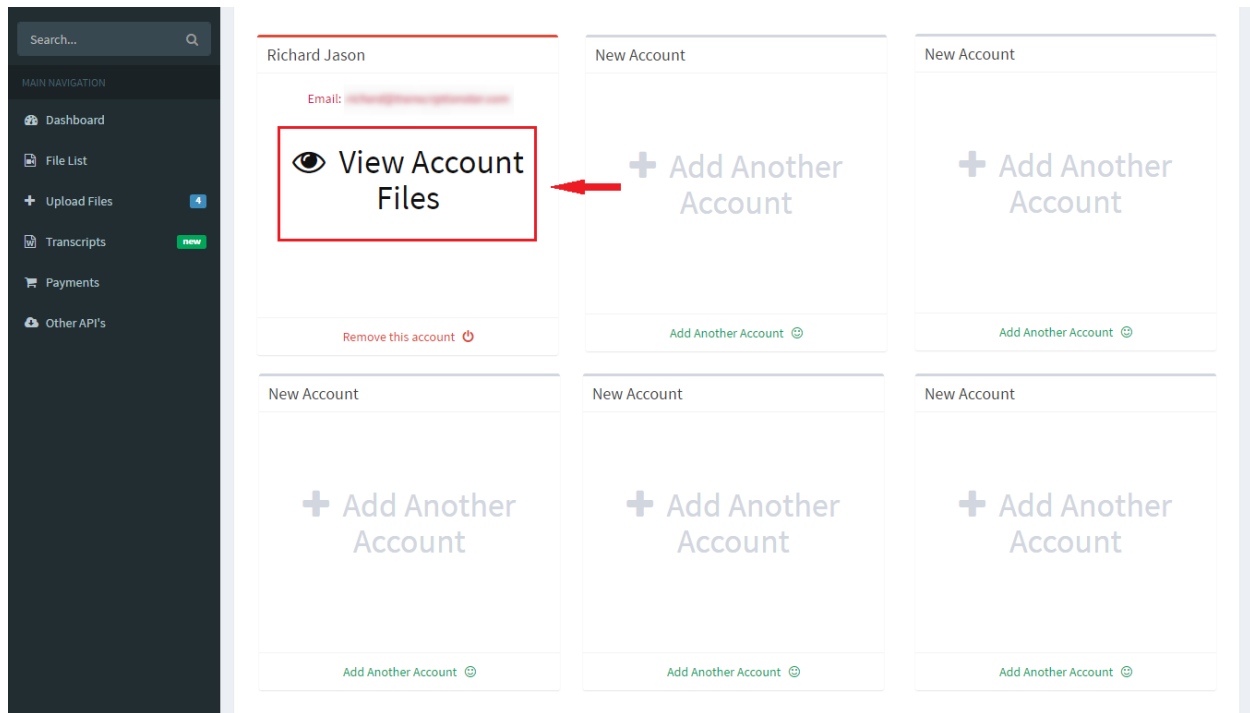 Search...
MAIN NAVIGATION
Dashboard
File List
Upload Files 4
Transcripts new
Payments
Other API's
Richard Jason
Email:
View Account
Files
Remove this account
New Account
Add Another
Account
Add Another Account
New Account
Add Another
Account
Add Another Account
New Account
Add Another
Account
Add Another Account
New Account
Add Another
Account
Add Another Account
New Account
Add Another
Account
Add Another Account